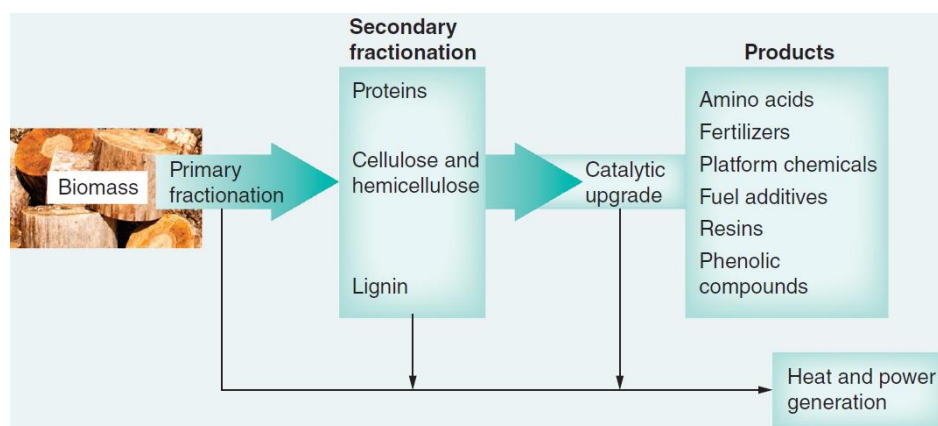 Secondary
fractionation
Products
Biomass
Primary
fractionation
Proteins
Cellulose and
hemicellulose
Lignin
Catalytic
upgrade
Amino acids
Fertilizers
Platform chemicals
Fuel additives
Resins
Phenolic
compounds
Heat and power
generation